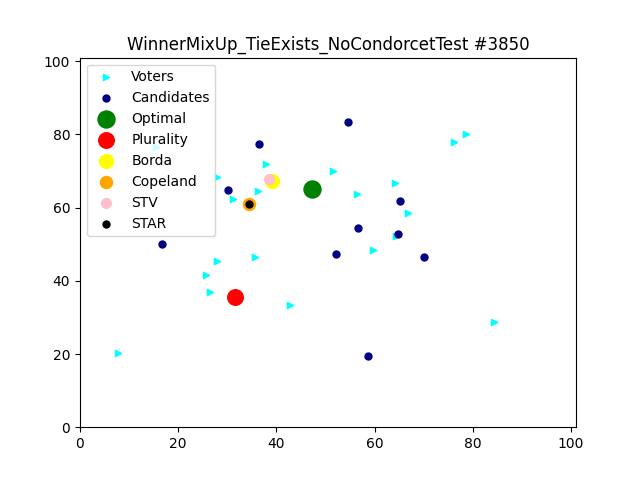 WinnerMixUp_TieExists_NoCondorcetTest #3850
100
80
60
40
20
0
Voters
Candidates
Optimal
Plurality
Borda
Copeland
STV
STAR
0 20 40 60 80 100